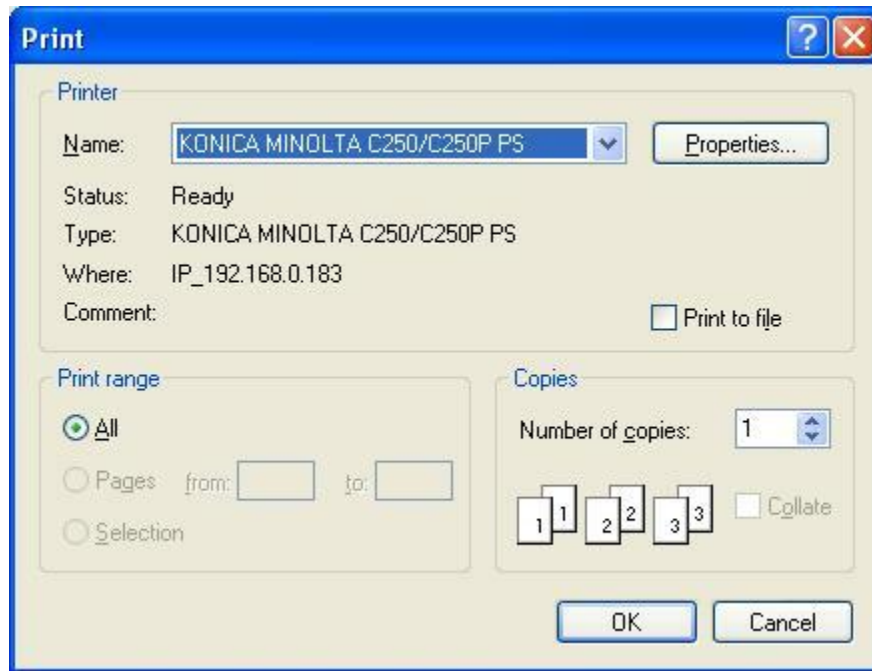 Print
Printer
Name: KONICA MINOLTA C250/C250P PS Properties...
Status: Ready
Type: KONICA MINOLTA C250/C250P PS
Where: IP_192.168.0.183
Comment:
Print to file
Print range
All
Pages from: to:
Selection
Copies
Number of copies: 1
1 1 2 2 3 3
Collate
OK Cancel